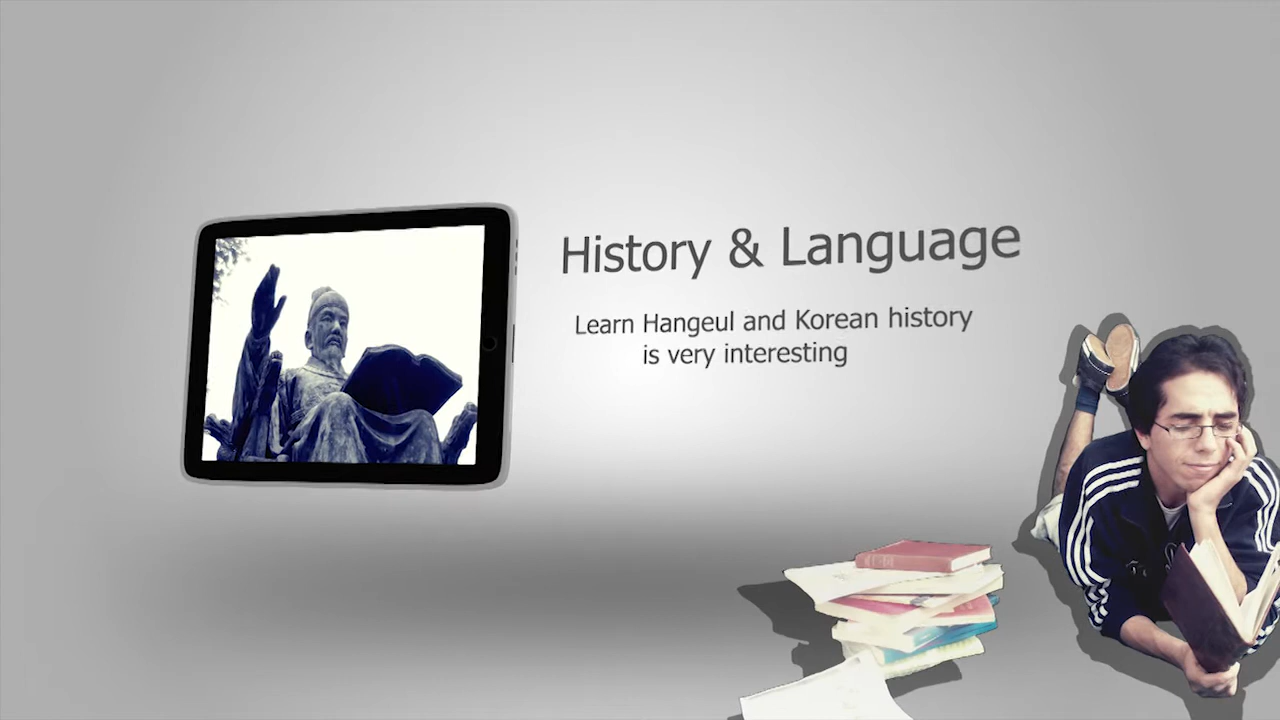 History & Language
Learn Hangeul and Korean history
is very interesting